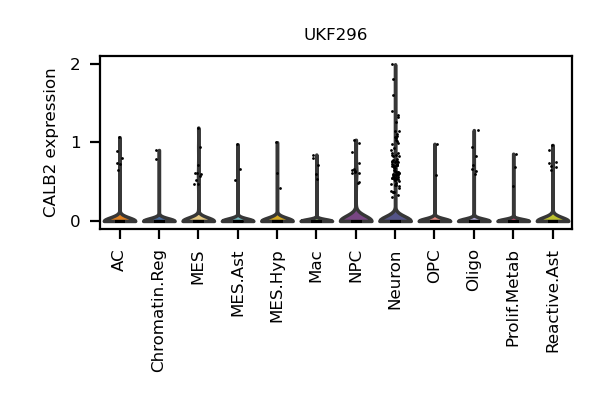 UKF296
CALB2 expression
2
1
0
AC
Chromatin.Reg
MES
MES.Ast
MES.Hyp
Mac
NPC
Neuron
OPC
Oligo
Prolif.Metab
Reactive.Ast